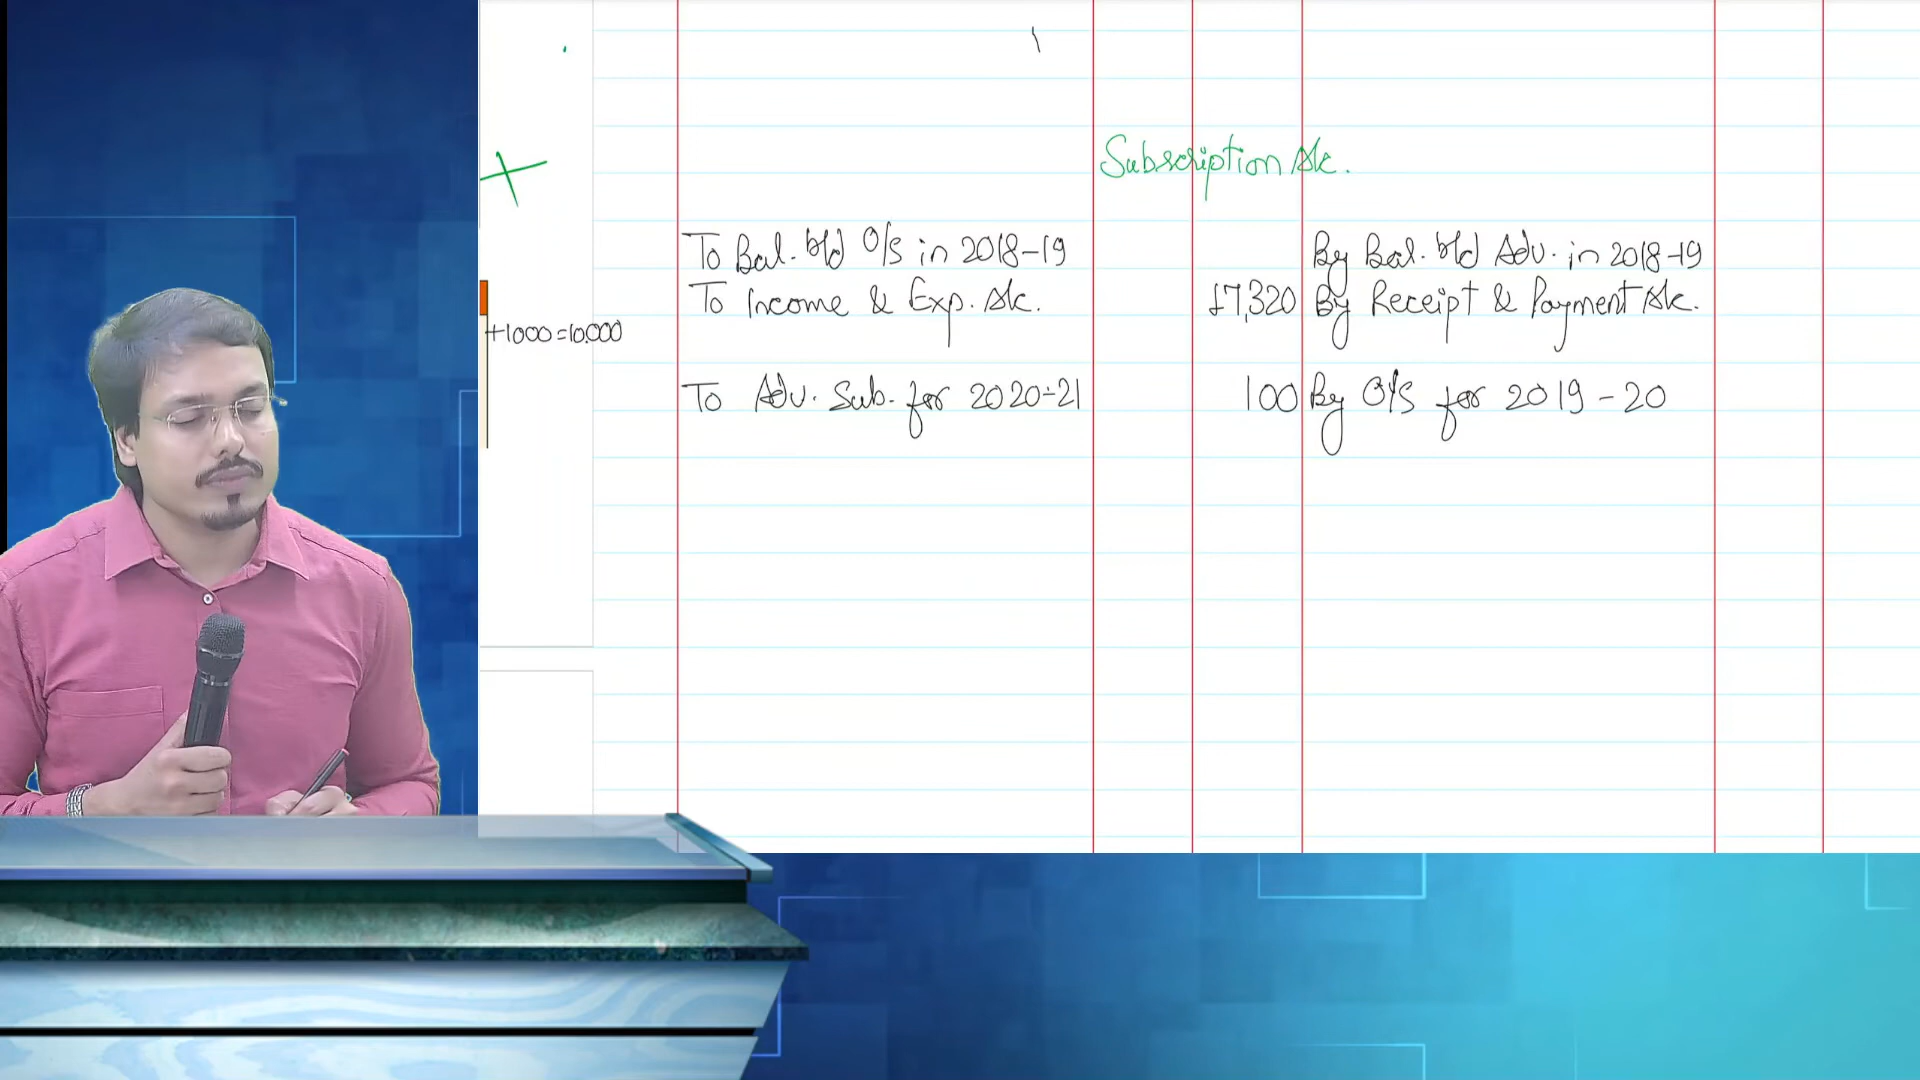 Subscription A/c.
To Bal. b/d O/S in 2018-19
By Bal. b/d Adv. in 2018-19
To Income & Exp. A/c. 17,320
By Receipt & Payment A/c.
+1000=10,000
To Adv. Sub. for 2020-21 100
By O/S for 2019-20